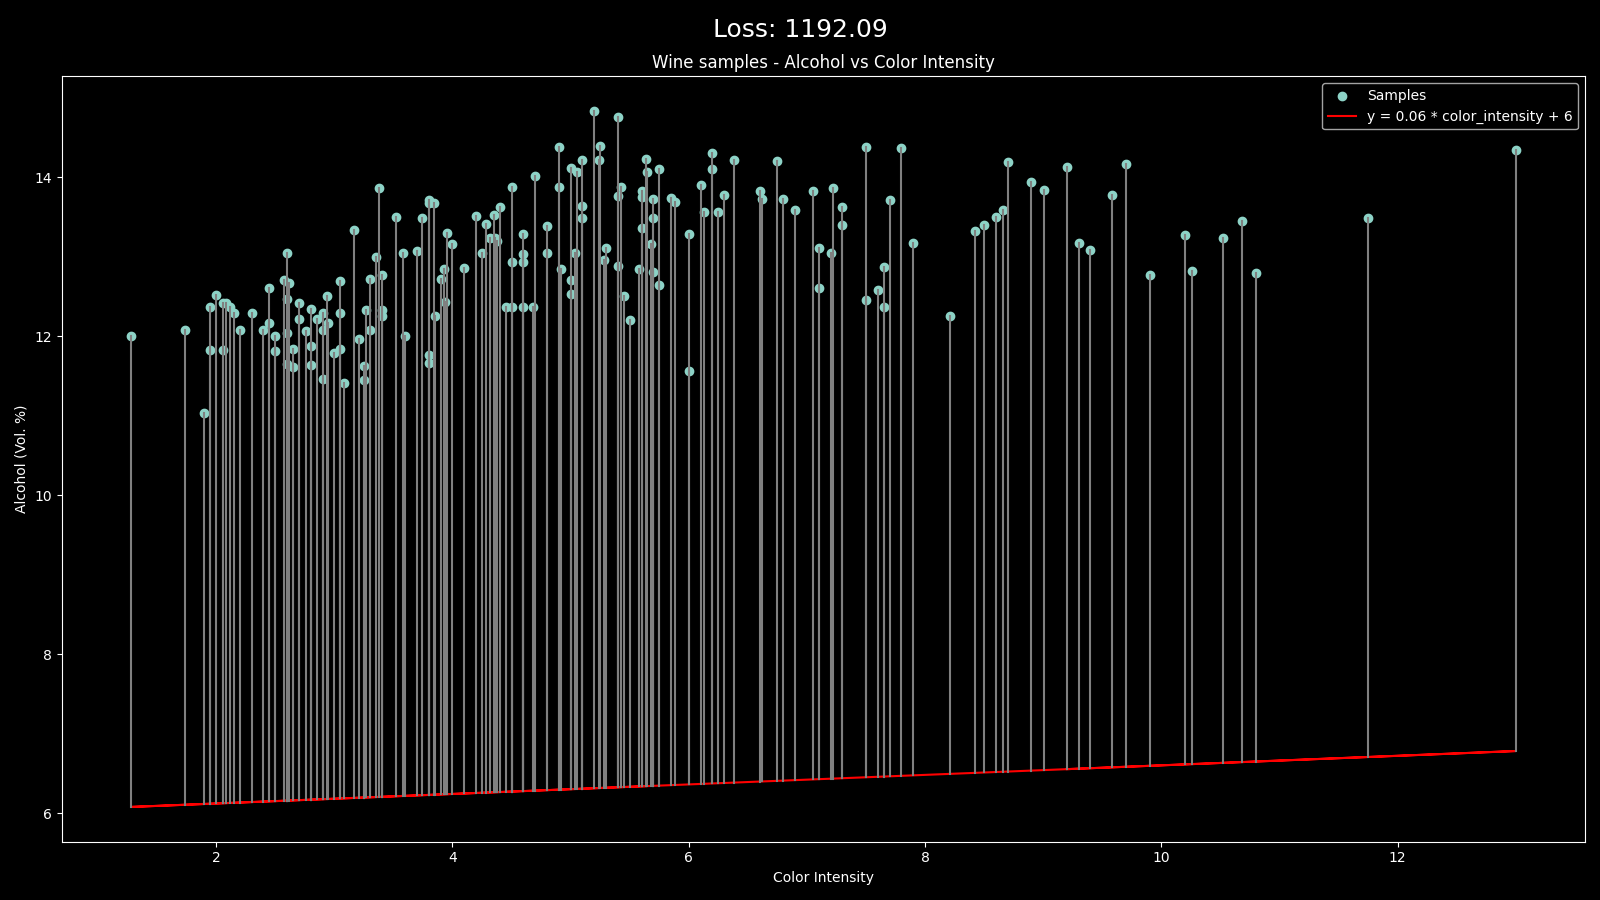 Loss: 1192.09
Wine samples - Alcohol vs Color Intensity
Samples
y = 0.06 * color_intensity + 6
14
12
10
8
6
Alcohol (Vol. %)
2 4 6 8 10 12
Color Intensity